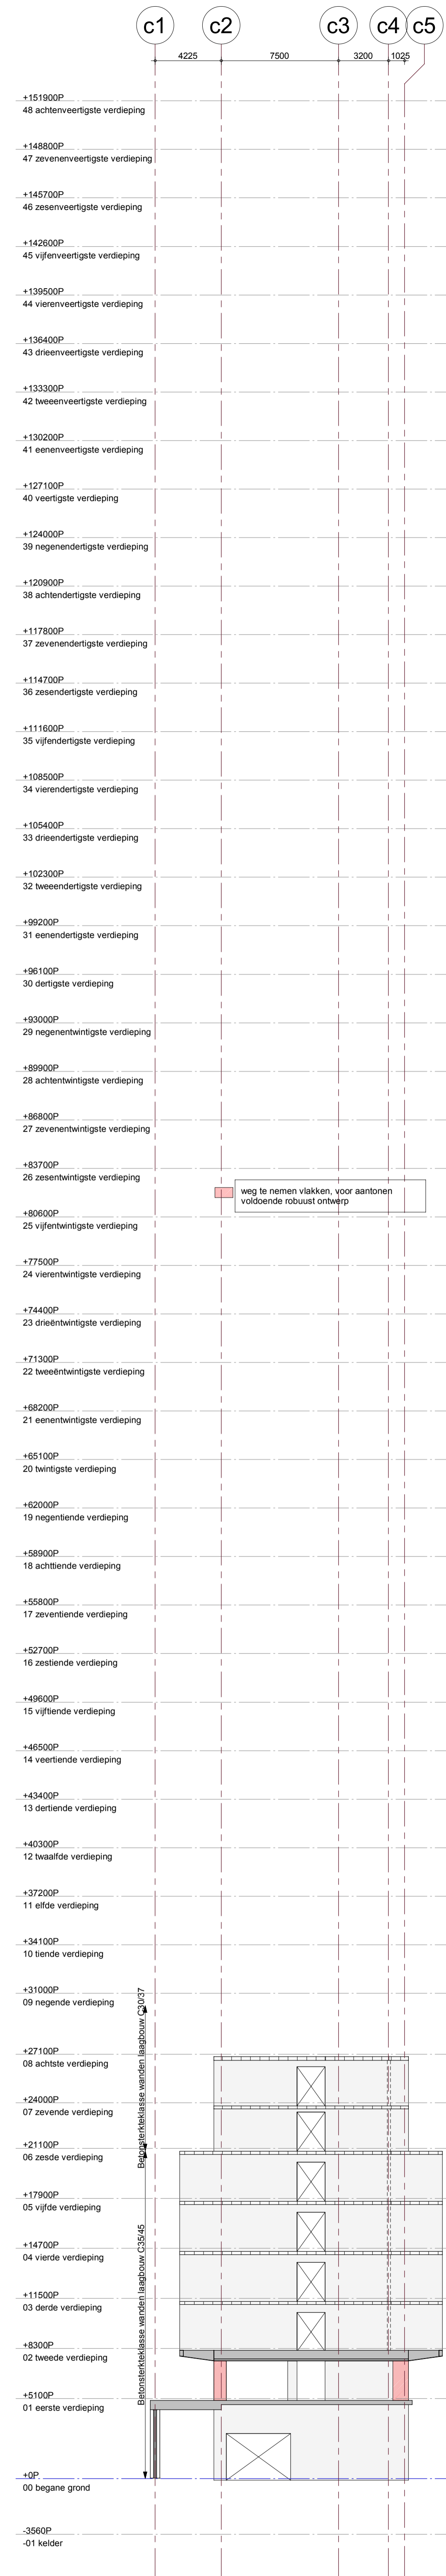 c1 c2 c3 c4 c5
4225 7500 3200 1025
+151900P
48 achtenveertigste verdieping
+148800P
47 zevenenveertigste verdieping
+145700P
46 zesenveertigste verdieping
+142600P
45 vijfenveertigste verdieping
+139500P
44 vierenveertigste verdieping
+136400P
43 drieenveertigste verdieping
+133300P
42 tweeenveertigste verdieping
+130200P
41 eenenveertigste verdieping
+127100P
40 veertigste verdieping
+124000P
39 negenendertigste verdieping
+120900P
38 achtendertigste verdieping
+117800P
37 zevenendertigste verdieping
+114700P
36 zesendertigste verdieping
+111600P
35 vijfendertigste verdieping
+108500P
34 vierendertigste verdieping
+105400P
33 drieendertigste verdieping
+102300P
32 tweeendertigste verdieping
+99200P
31 eenendertigste verdieping
+96100P
30 dertigste verdieping
+93000P
29 negenentwintigste verdieping
+89900P
28 achtentwintigste verdieping
+86800P
27 zevenentwintigste verdieping
+83700P
26 zesentwintigste verdieping
weg te nemen vlakken, voor aantonen
voldoende robuust ontwerp
+80600P
25 vijfentwintigste verdieping
+77500P
24 vierentwintigste verdieping
+74400P
23 drieëntwintigste verdieping
+71300P
22 tweeëntwintigste verdieping
+68200P
21 eenentwintigste verdieping
+65100P
20 twintigste verdieping
+62000P
19 negentiende verdieping
+58900P
18 achttiende verdieping
+55800P
17 zeventiende verdieping
+52700P
16 zestiende verdieping
+49600P
15 vijftiende verdieping
+46500P
14 veertiende verdieping
+43400P
13 dertiende verdieping
+40300P
12 twaalfde verdieping
+37200P
11 elfde verdieping
+34100P
10 tiende verdieping
+31000P
09 negende verdieping
Betonsterkteklasse wanden laagbouw C30/37
+27100P
08 achtste verdieping
+24000P
07 zevende verdieping
+21100P
06 zesde verdieping
+17900P
05 vijfde verdieping
+14700P
04 vierde verdieping
Betonsterkteklasse wanden laagbouw C35/45
+11500P
03 derde verdieping
+8300P
02 tweede verdieping
+5100P
01 eerste verdieping
+0P
00 begane grond
-3560P
-01 kelder